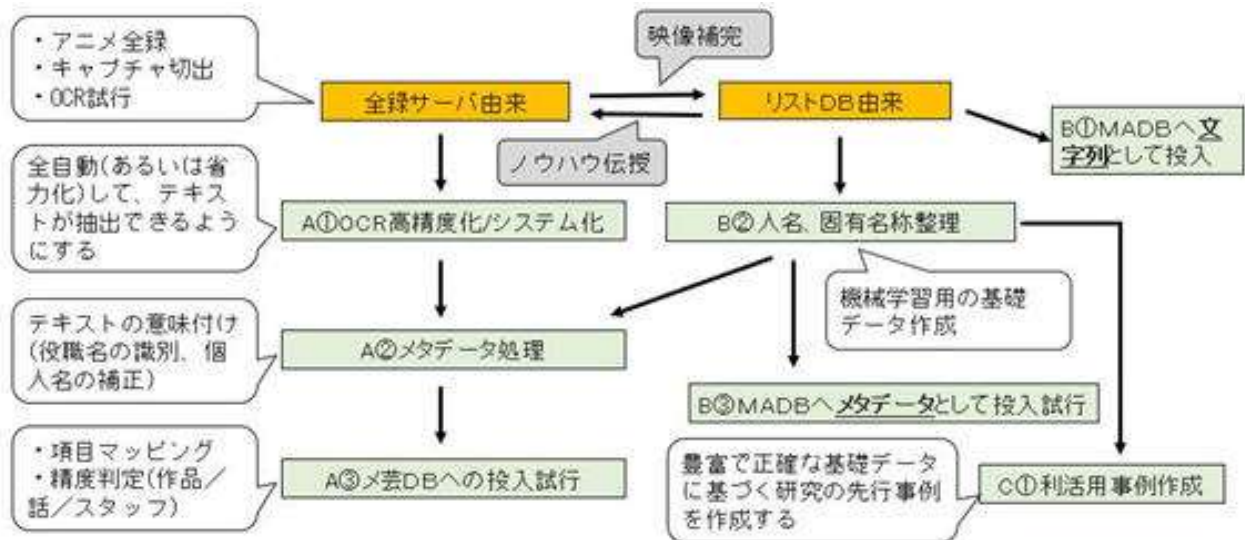 ・アニメ全録
・キャプチャ切出
・OCR試行
映像補完
全録サーバ由来
リストDB由来
ノウハウ伝授
B①MADBへ文
字列として投入
全自動(あるいは省
力化)して、テキス
トが抽出できるよう
にする
A①OCR高精度化/システム化
B②人名、固有名称整理
機械学習用の基礎
データ作成
テキストの意味付け
(役職名の識別、個
人名の補正)
A②メタデータ処理
B③MADBへメタデータとして投入試行
・項目マッピング
・精度判定(作品/
話/スタッフ)
A③メ芸DBへの投入試行
豊富で正確な基礎データ
に基づく研究の先行事例
を作成する
C①利活用事例作成